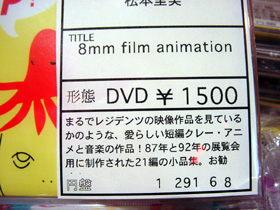 松本里美
TITLE
8mm film animation
形態 DVD ¥1500
まるでレジデンツの映像作品を見ている
かのような、愛らしい短編クレー・アニ
メと音楽の作品！87年と92年の展覧会
用に制作された21編の小品集。お勧
円盤 1 29168